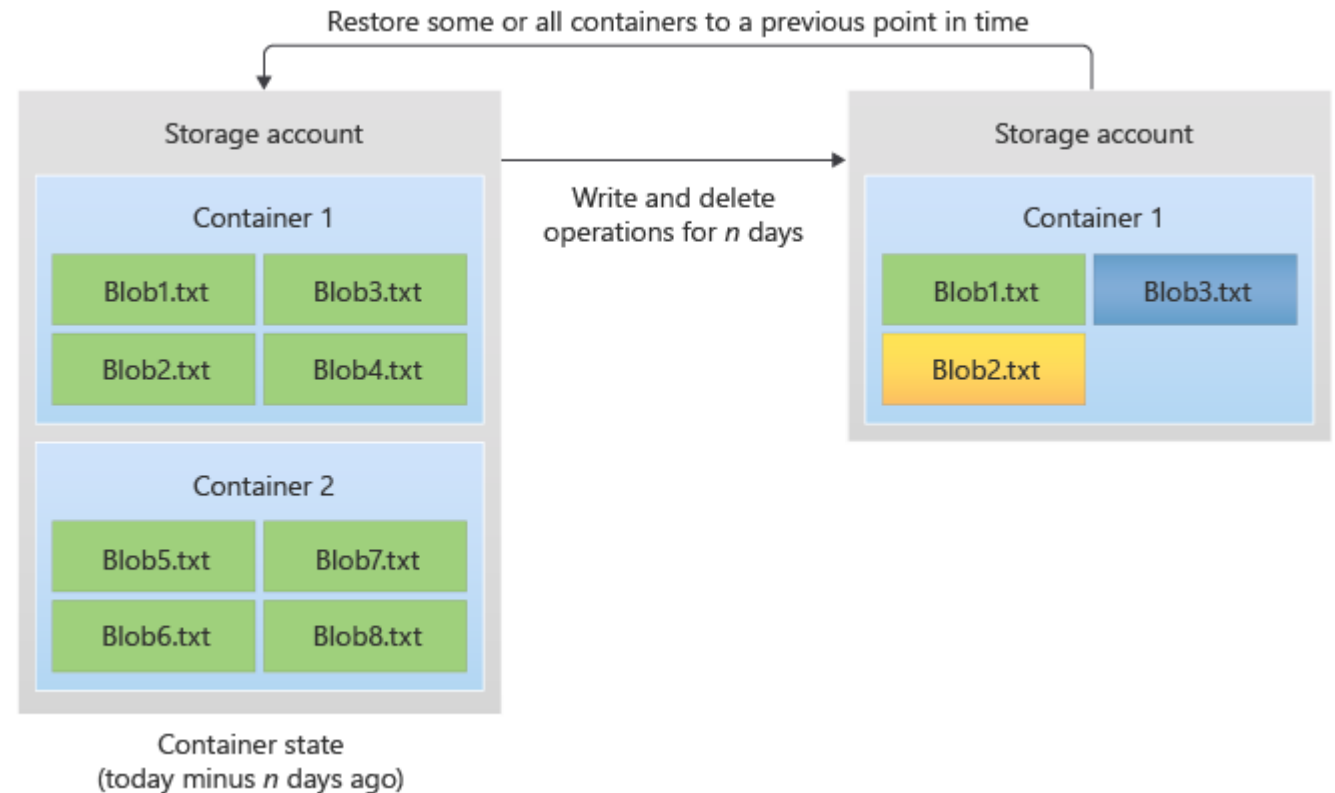 Restore some or all containers to a previous point in time
Storage account
Container 1
Blob1.txt
Blob3.txt
Blob2.txt
Blob4.txt
Container 2
Blob5.txt
Blob7.txt
Blob6.txt
Blob8.txt
Container state
(today minus n days ago)
Write and delete
operations for n days
Storage account
Container 1
Blob1.txt
Blob3.txt
Blob2.txt